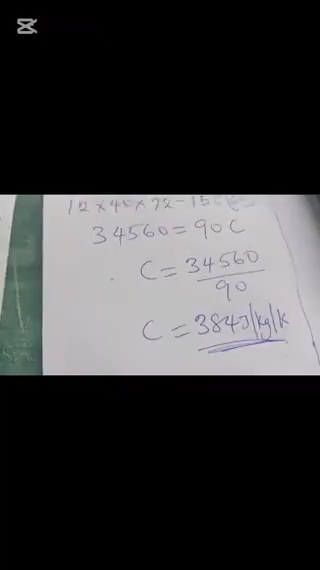 34560 = 90C
C = 34560
90
C = 384J/kg/K